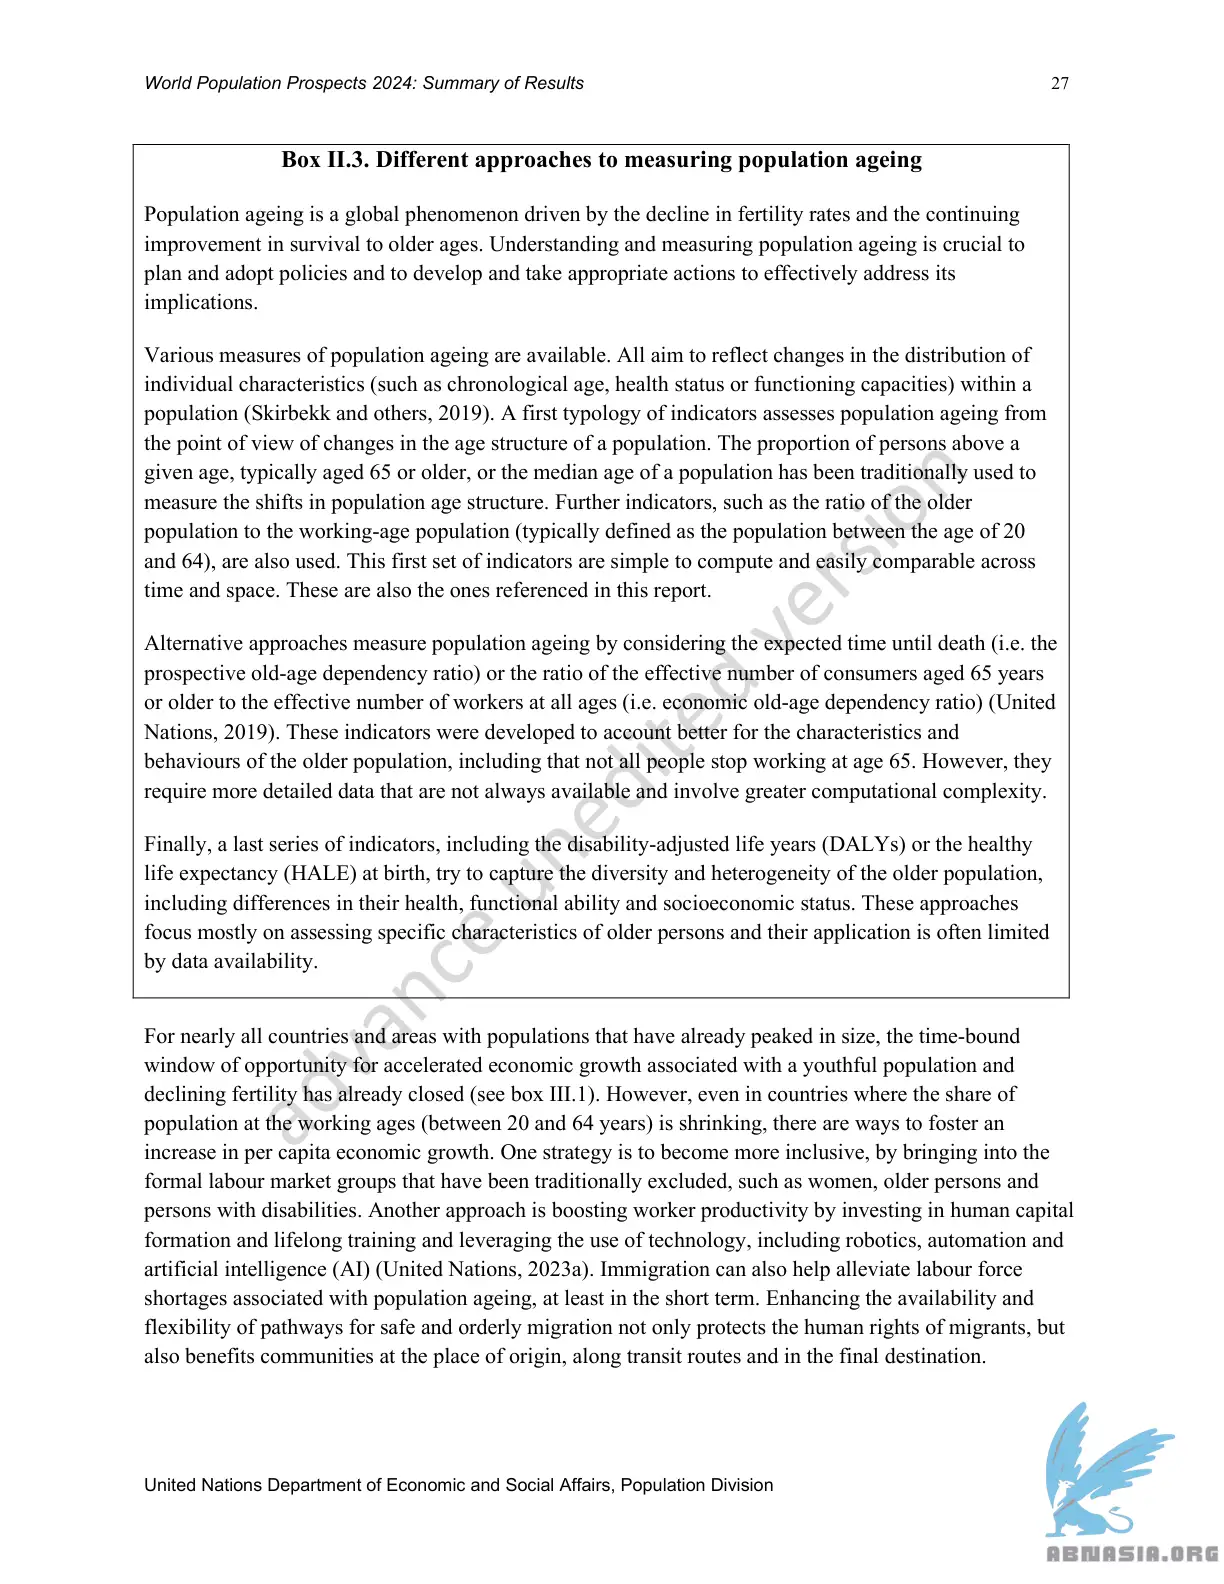 World Population Prospects 2024: Summary of Results 27
Box II.3. Different approaches to measuring population ageing
Population ageing is a global phenomenon driven by the decline in fertility rates and the continuing
improvement in survival to older ages. Understanding and measuring population ageing is crucial to
plan and adopt policies and to develop and take appropriate actions to effectively address its
implications.
Various measures of population ageing are available. All aim to reflect changes in the distribution of
individual characteristics (such as chronological age, health status or functioning capacities) within a
population (Skirbekk and others, 2019). A first typology of indicators assesses population ageing from
the point of view of changes in the age structure of a population. The proportion of persons above a
given age, typically aged 65 or older, or the median age of a population has been traditionally used to
measure the shifts in population age structure. Further indicators, such as the ratio of the older
population to the working-age population (typically defined as the population between the age of 20
and 64), are also used. This first set of indicators are simple to compute and easily comparable across
time and space. These are also the ones referenced in this report.
Alternative approaches measure population ageing by considering the expected time until death (i.e. the
prospective old-age dependency ratio) or the ratio of the effective number of consumers aged 65 years
or older to the effective number of workers at all ages (i.e. economic old-age dependency ratio) (United
Nations, 2019). These indicators were developed to account better for the characteristics and
behaviours of the older population, including that not all people stop working at age 65. However, they
require more detailed data that are not always available and involve greater computational complexity.
Finally, a last series of indicators, including the disability-adjusted life years (DALYs) or the healthy
life expectancy (HALE) at birth, try to capture the diversity and heterogeneity of the older population,
including differences in their health, functional ability and socioeconomic status. These approaches
focus mostly on assessing specific characteristics of older persons and their application is often limited
by data availability.
For nearly all countries and areas with populations that have already peaked in size, the time-bound
window of opportunity for accelerated economic growth associated with a youthful population and
declining fertility has already closed (see box III.1). However, even in countries where the share of
population at the working ages (between 20 and 64 years) is shrinking, there are ways to foster an
increase in per capita economic growth. One strategy is to become more inclusive, by bringing into the
formal labour market groups that have been traditionally excluded, such as women, older persons and
persons with disabilities. Another approach is boosting worker productivity by investing in human capital
formation and lifelong training and leveraging the use of technology, including robotics, automation and
artificial intelligence (AI) (United Nations, 2023a). Immigration can also help alleviate labour force
shortages associated with population ageing, at least in the short term. Enhancing the availability and
flexibility of pathways for safe and orderly migration not only protects the human rights of migrants, but
also benefits communities at the place of origin, along transit routes and in the final destination.
advance unedited version
United Nations Department of Economic and Social Affairs, Population Division
ABNASIA.ORG